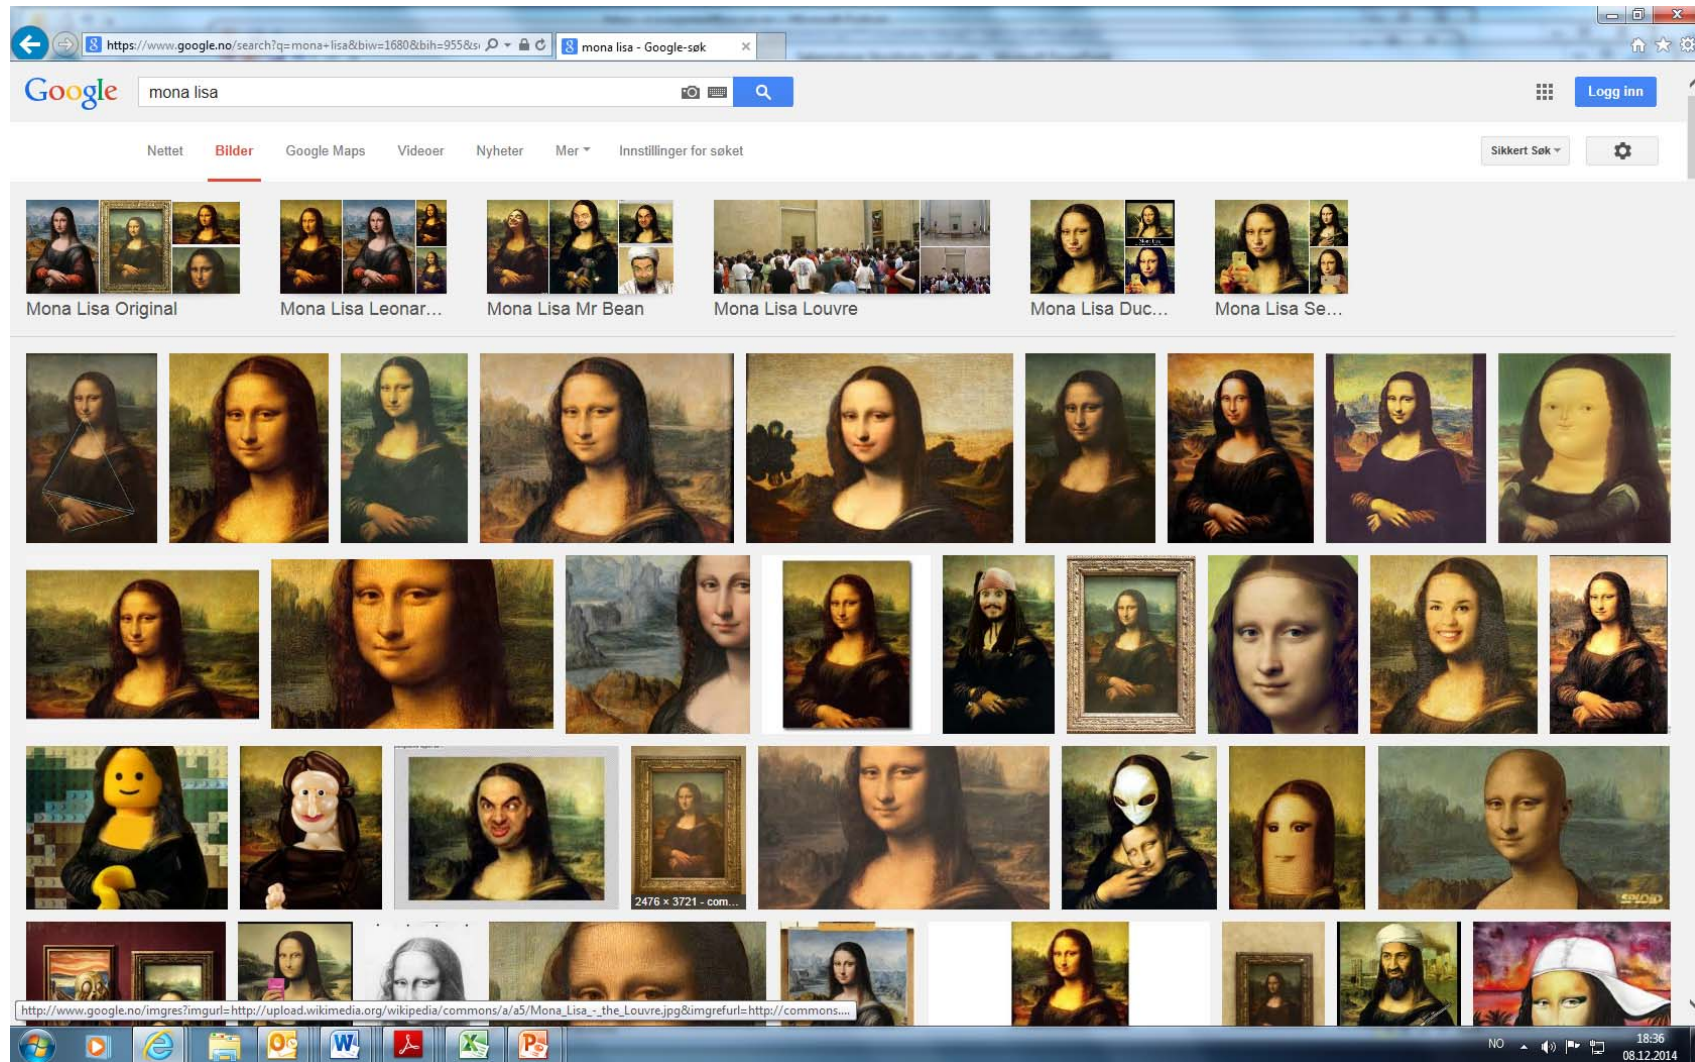 https://www.google.no/search?q=mona+lisa&biw=1680&bih=955&s
mona lisa - Google-søk
Google
mona lisa
Logg inn
Nettet Bilder Google Maps Videoer Nyheter Mer Innstillinger for søket
Sikkert Søk
Mona Lisa Original
Mona Lisa Leonar...
Mona Lisa Mr Bean
Mona Lisa Louvre
Mona Lisa Duc...
Mona Lisa Se...
2476 × 3721 - com...
SPLOID
http://www.google.no/imgres?imgurl=http://upload.wikimedia.org/wikipedia/commons/a/a5/Mona_Lisa_-_the_Louvre.jpg&imgrefurl=http://commons....
NO
18:36
08.12.2014